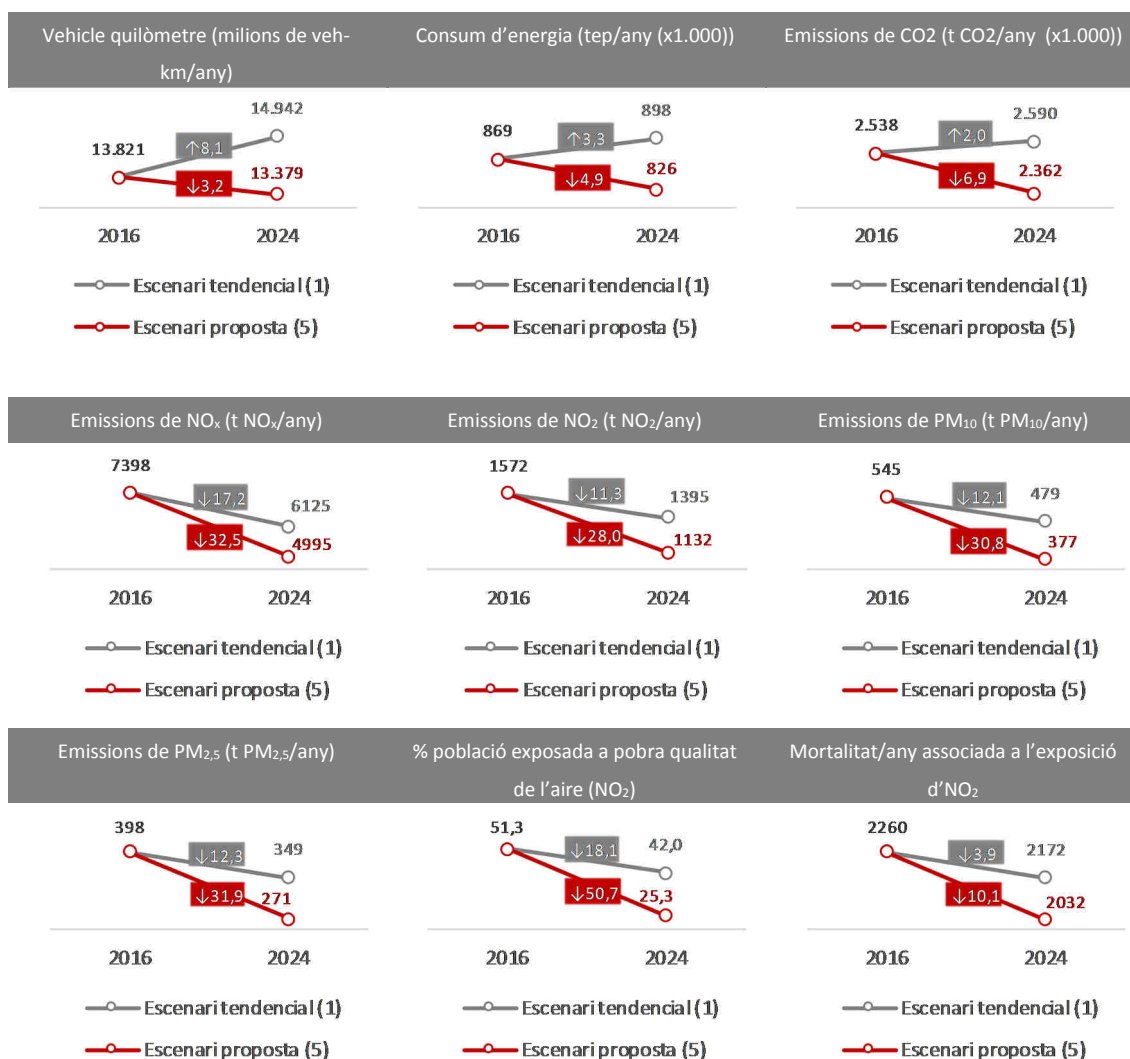 Vehicle quilòmetre (milions de veh-
km/any)
Consum d’energia (tep/any (x1.000))
Emissions de CO2 (t CO2/any (x1.000))
14.942
13.821
↑8,1
13.379
↓3,2
2016 2024
Escenari tendencial (1)
Escenari proposta (5)
898
869
↑3,3
826
↓4,9
2016 2024
Escenari tendencial (1)
Escenari proposta (5)
2.590
2.538
↑2,0
2.362
↓6,9
2016 2024
Escenari tendencial (1)
Escenari proposta (5)
Emissions de NOₓ (t NOₓ/any)
Emissions de NO₂ (t NO₂/any)
Emissions de PM₁₀ (t PM₁₀/any)
7398
↓17,2
6125
↓32,5
4995
2016 2024
Escenari tendencial (1)
Escenari proposta (5)
1572
↓11,3
1395
↓28,0
1132
2016 2024
Escenari tendencial (1)
Escenari proposta (5)
545
↓12,1
479
↓30,8
377
2016 2024
Escenari tendencial (1)
Escenari proposta (5)
Emissions de PM₂,₅ (t PM₂,₅/any)
% població exposada a pobra qualitat
de l’aire (NO₂)
Mortalitat/any associada a l’exposició
d’NO₂
398
↓12,3
349
↓31,9
271
2016 2024
Escenari tendencial (1)
Escenari proposta (5)
51,3
↓18,1
42,0
↓50,7
25,3
2016 2024
Escenari tendencial (1)
Escenari proposta (5)
2260
↓3,9
2172
↓10,1
2032
2016 2024
Escenari tendencial (1)
Escenari proposta (5)